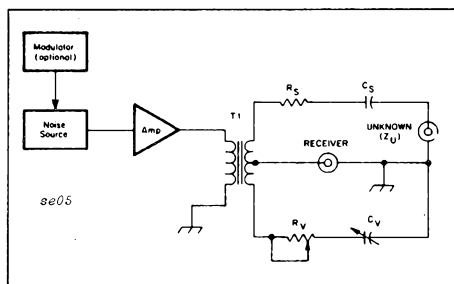 Modulator
(optional)
Noise
Source
Amp
T1
RS
CS
UNKNOWN
(ZU)
RECEIVER
RV
CV
se05